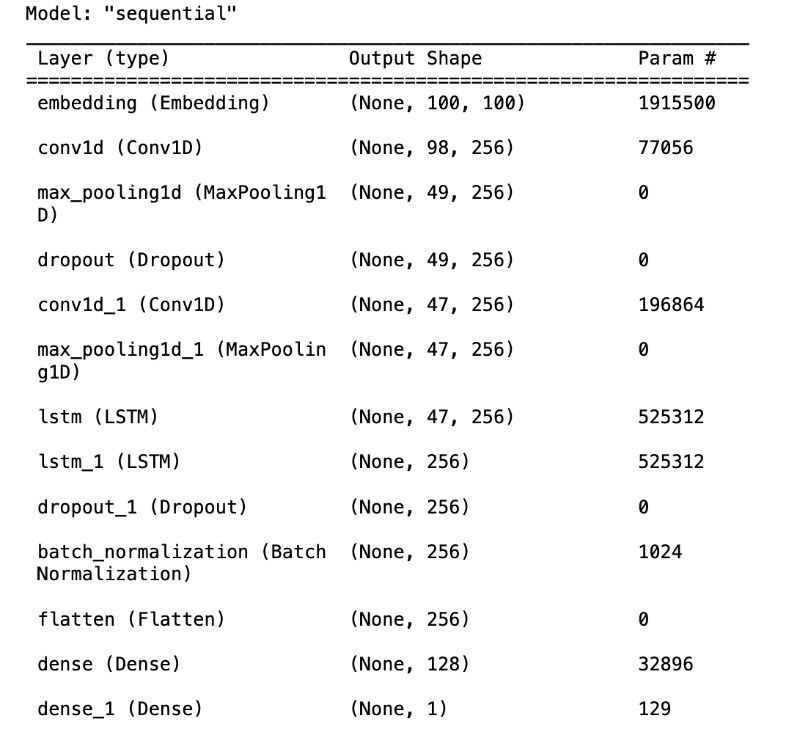 Model: "sequential"
Layer (type) Output Shape Param #
embedding (Embedding) (None, 100, 100) 1915500
conv1d (Conv1D) (None, 98, 256) 77056
max_pooling1d (MaxPooling1 (None, 49, 256) 0
D)
dropout (Dropout) (None, 49, 256) 0
conv1d_1 (Conv1D) (None, 47, 256) 196864
max_pooling1d_1 (MaxPoolin (None, 47, 256) 0
g1D)
lstm (LSTM) (None, 47, 256) 525312
lstm_1 (LSTM) (None, 256) 525312
dropout_1 (Dropout) (None, 256) 0
batch_normalization (Batch (None, 256) 1024
Normalization)
flatten (Flatten) (None, 256) 0
dense (Dense) (None, 128) 32896
dense_1 (Dense) (None, 1) 129